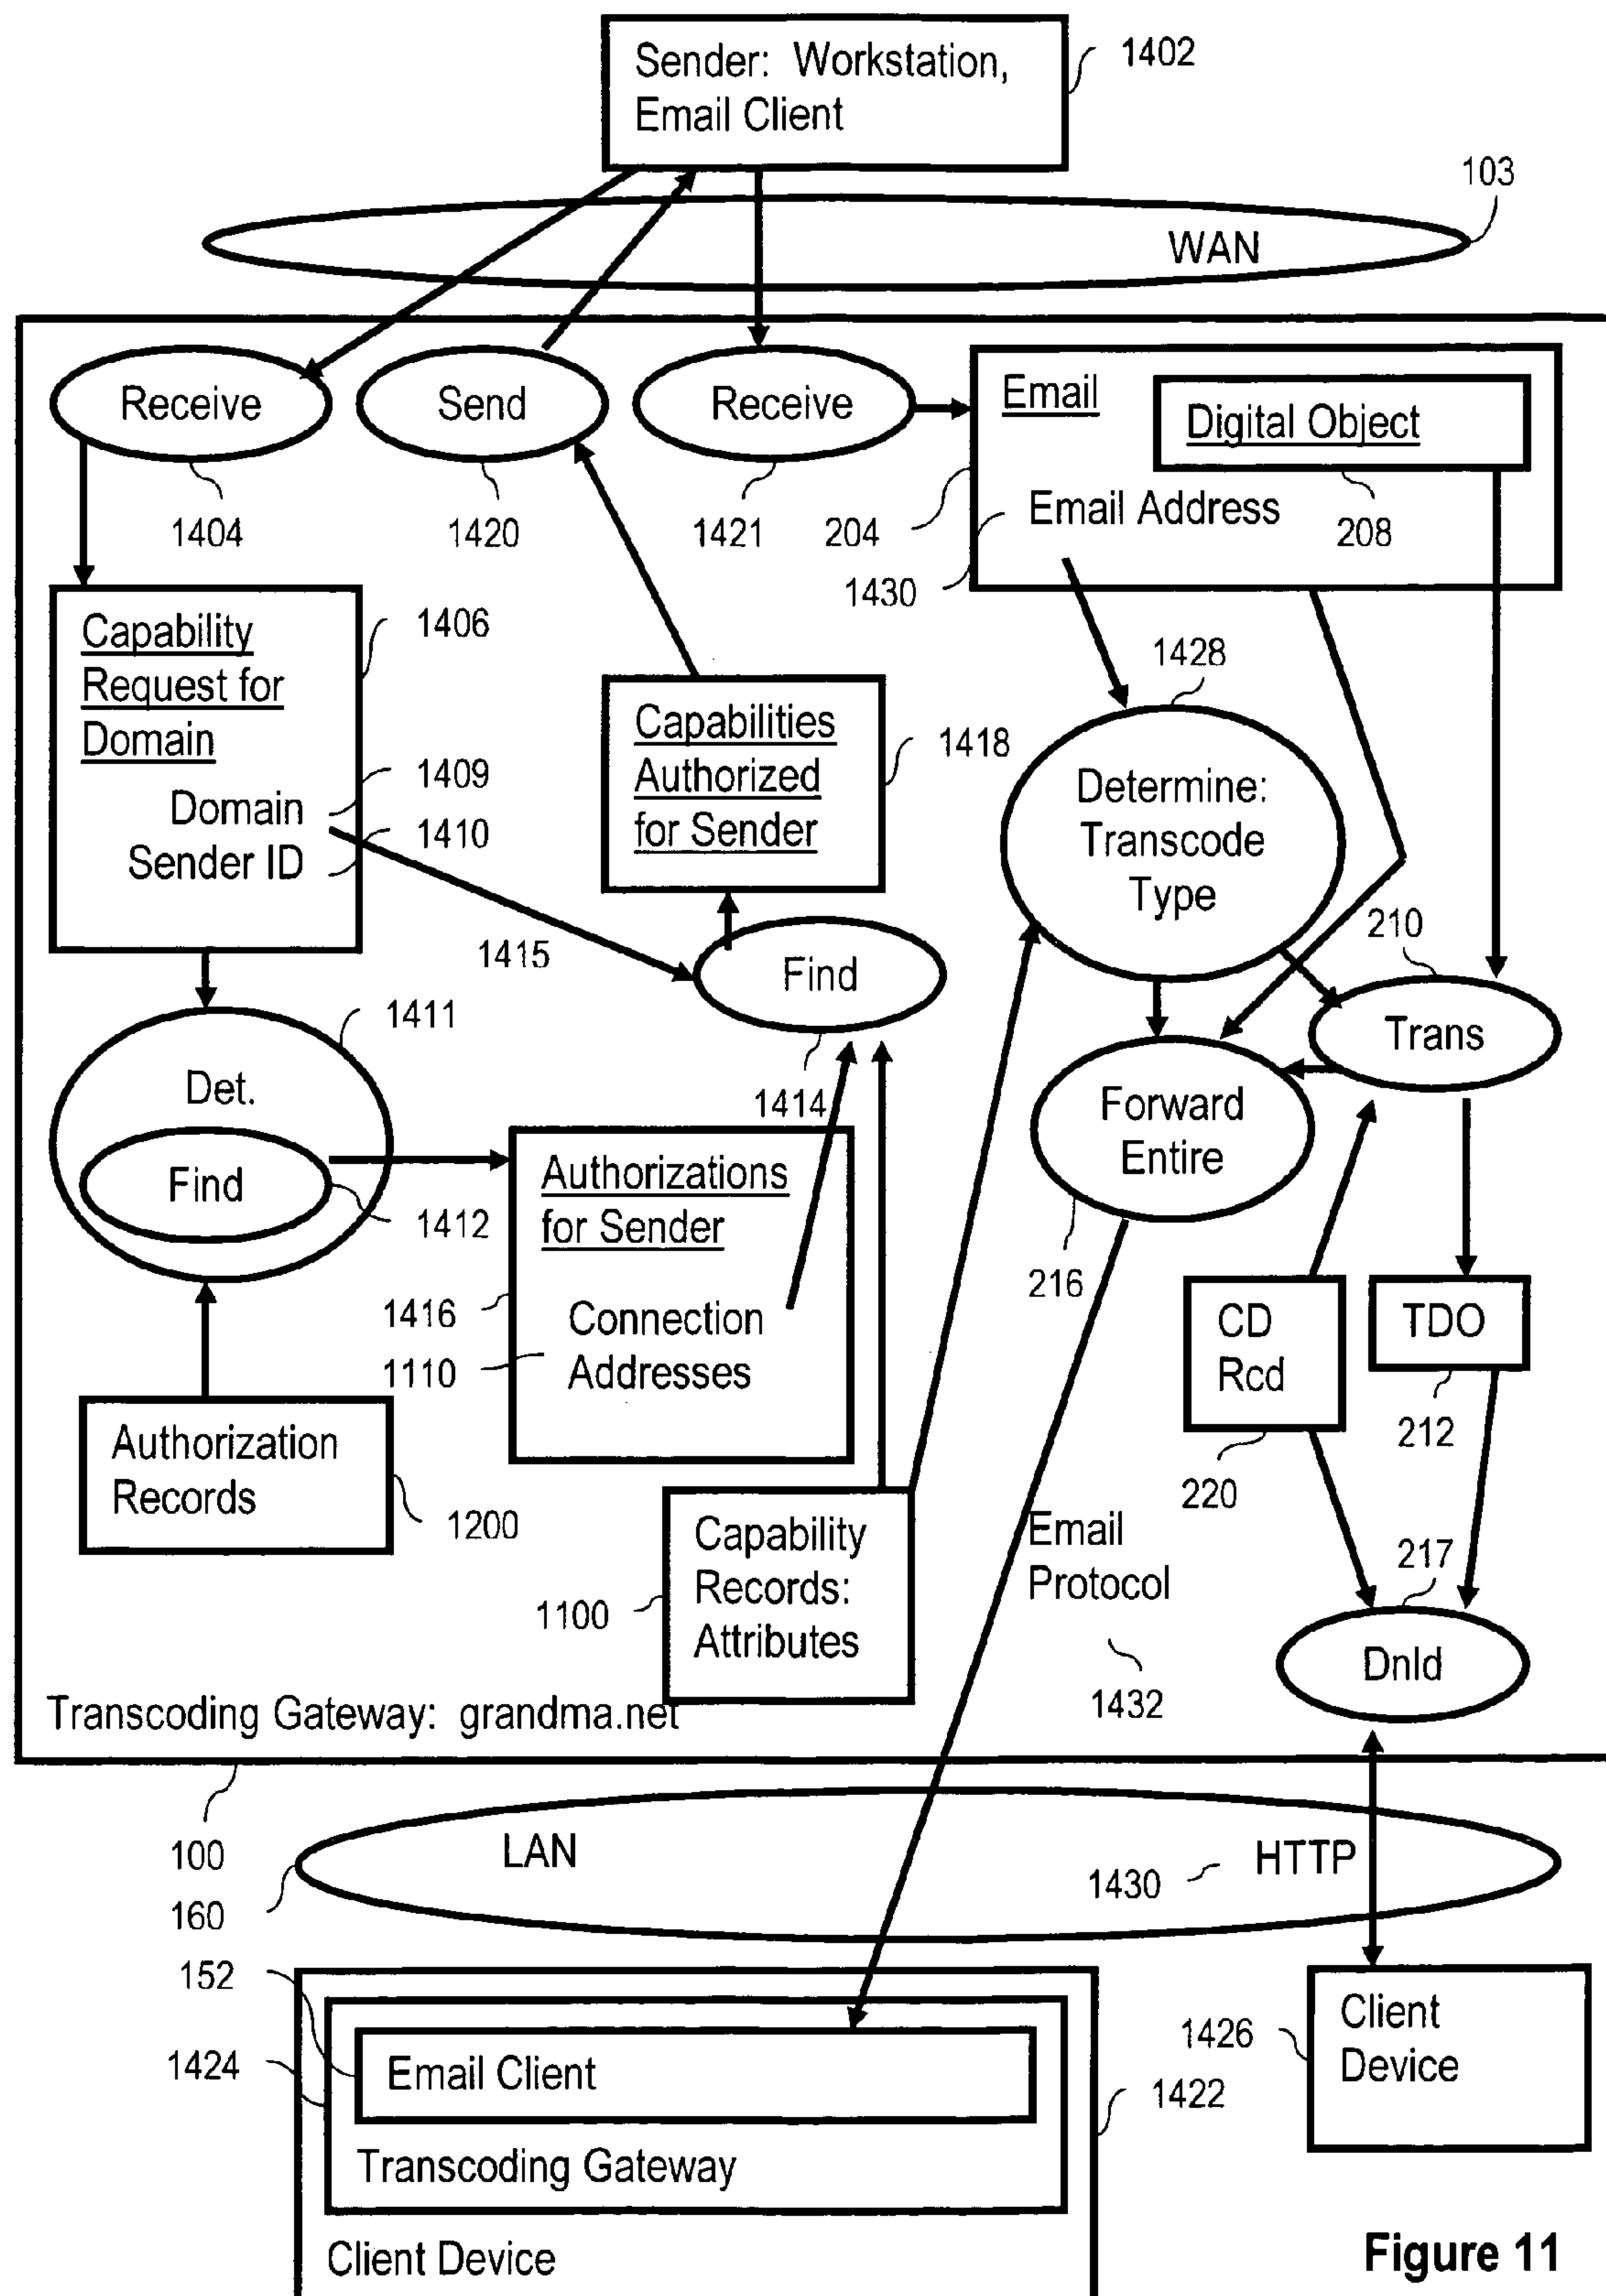 Sender: Workstation,
Email Client
1402
103
WAN
Receive
Send
Receive
Email
Digital Object
Email Address
1404
1420
1421
204
208
1430
Capability
Request for
Domain
1406
Domain
1409
Sender ID
1410
Capabilities
Authorized
for Sender
1418
1428
Determine:
Transcode
Type
1415
Find
1414
210
Trans
1411
Det.
Find
1412
Forward
Entire
216
Authorizations
for Sender
1416
Connection
Addresses
1110
CD
Rcd
220
TDO
212
Authorization
Records
1200
Capability
Records:
Attributes
1100
Email
Protocol
1432
217
Dnld
Transcoding Gateway: grandma.net
100
LAN
HTTP
1430
160
152
1424
Email Client
Transcoding Gateway
Client Device
1422
1426
Client
Device
Figure 11